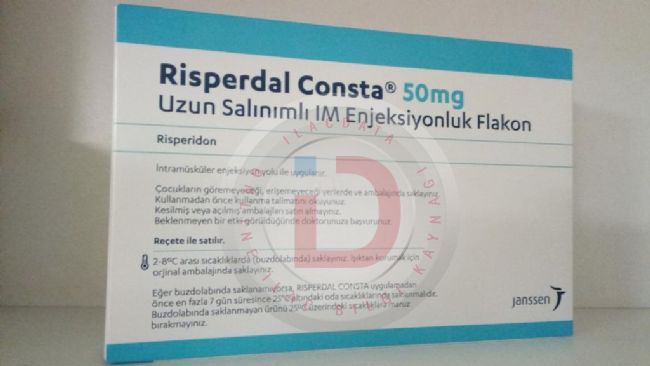 Risperdal Consta® 50mg
Uzun Salınımlı IM Enjeksiyonluk Flakon
Risperidon
İntramüsküler enjeksiyon yolu ile uygulanır.
Çocukların göremeyeceği, erişemeyeceği yerlerde ve ambalajında saklayınız.
Kullanmadan önce kullanma talimatını okuyunuz.
Kesilmiş veya açılmış ambalajları satın almayınız.
Beklenmeyen bir etki görüldüğünde doktorunuza başvurunuz.
Reçete ile satılır.
2-8°C arası sıcaklıklarda (buzdolabında) saklayınız. Işıktan korumak için
orjinal ambalajında saklayınız.
Eğer buzdolabında saklanamıyorsa, RISPERDAL CONSTA uygulamadan
önce en fazla 7 gün süresince 25°C altındaki oda sıcaklıklarında saklanmalıdır.
Buzdolabında saklanmayan ürünü 25°C üzerindeki sıcaklıklara maruz
bırakmayınız.
janssen
ILACDATA
KAYNAGI